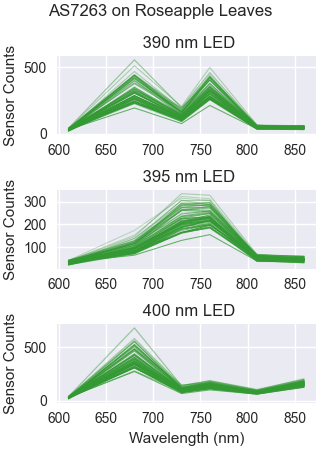 AS7263 on Roseapple Leaves
390 nm LED
Sensor Counts
500
0
600 650 700 750 800 850
395 nm LED
Sensor Counts
300
200
100
600 650 700 750 800 850
400 nm LED
Sensor Counts
500
0
600 650 700 750 800 850
Wavelength (nm)